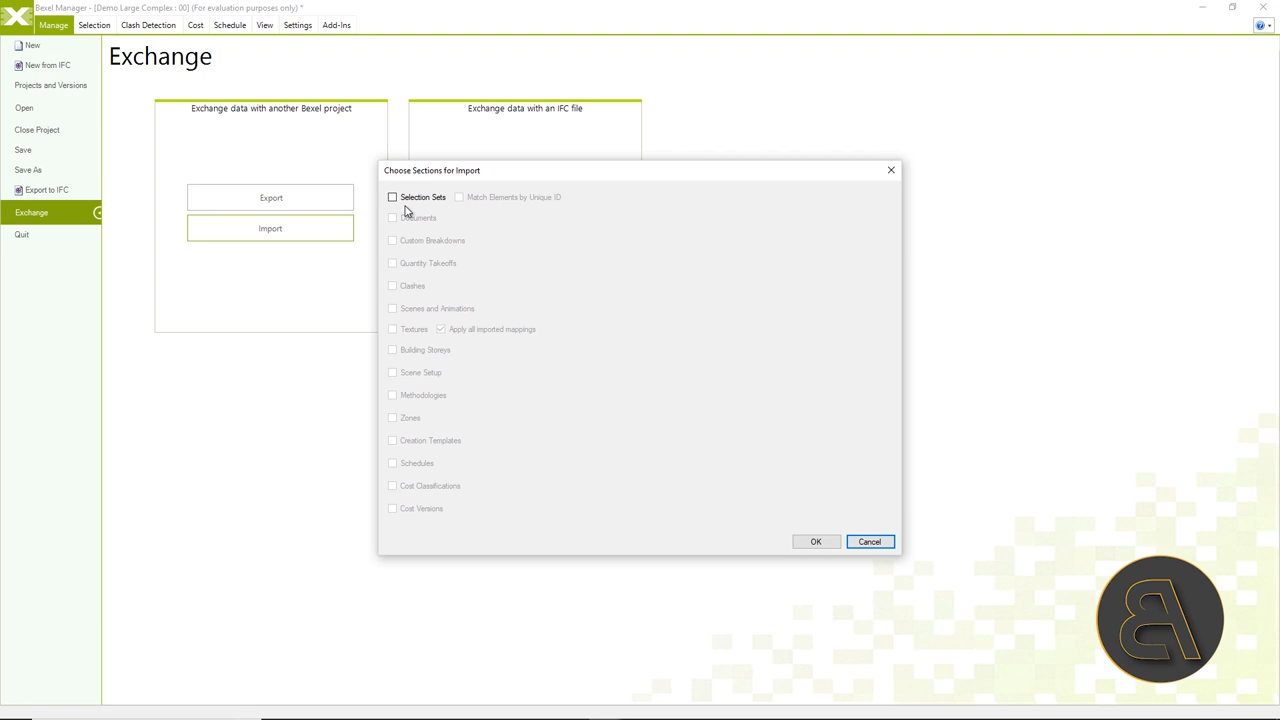 Bexel Manager - [Demo Large Complex : 00] (For evaluation purposes only) *
Manage Selection Clash Detection Cost Schedule View Settings Add-Ins
New
New from IFC
Projects and Versions
Open
Close Project
Save
Save As
Export to IFC
Exchange
Quit
Exchange
Exchange data with another Bexel project
Export
Import
Exchange data with an IFC file
Choose Sections for Import
Selection Sets Match Elements by Unique ID
Documents
Custom Breakdowns
Quantity Takeoffs
Clashes
Scenes and Animations
Textures Apply all imported mappings
Building Storeys
Scene Setup
Methodologies
Zones
Creation Templates
Schedules
Cost Classifications
Cost Versions
OK Cancel